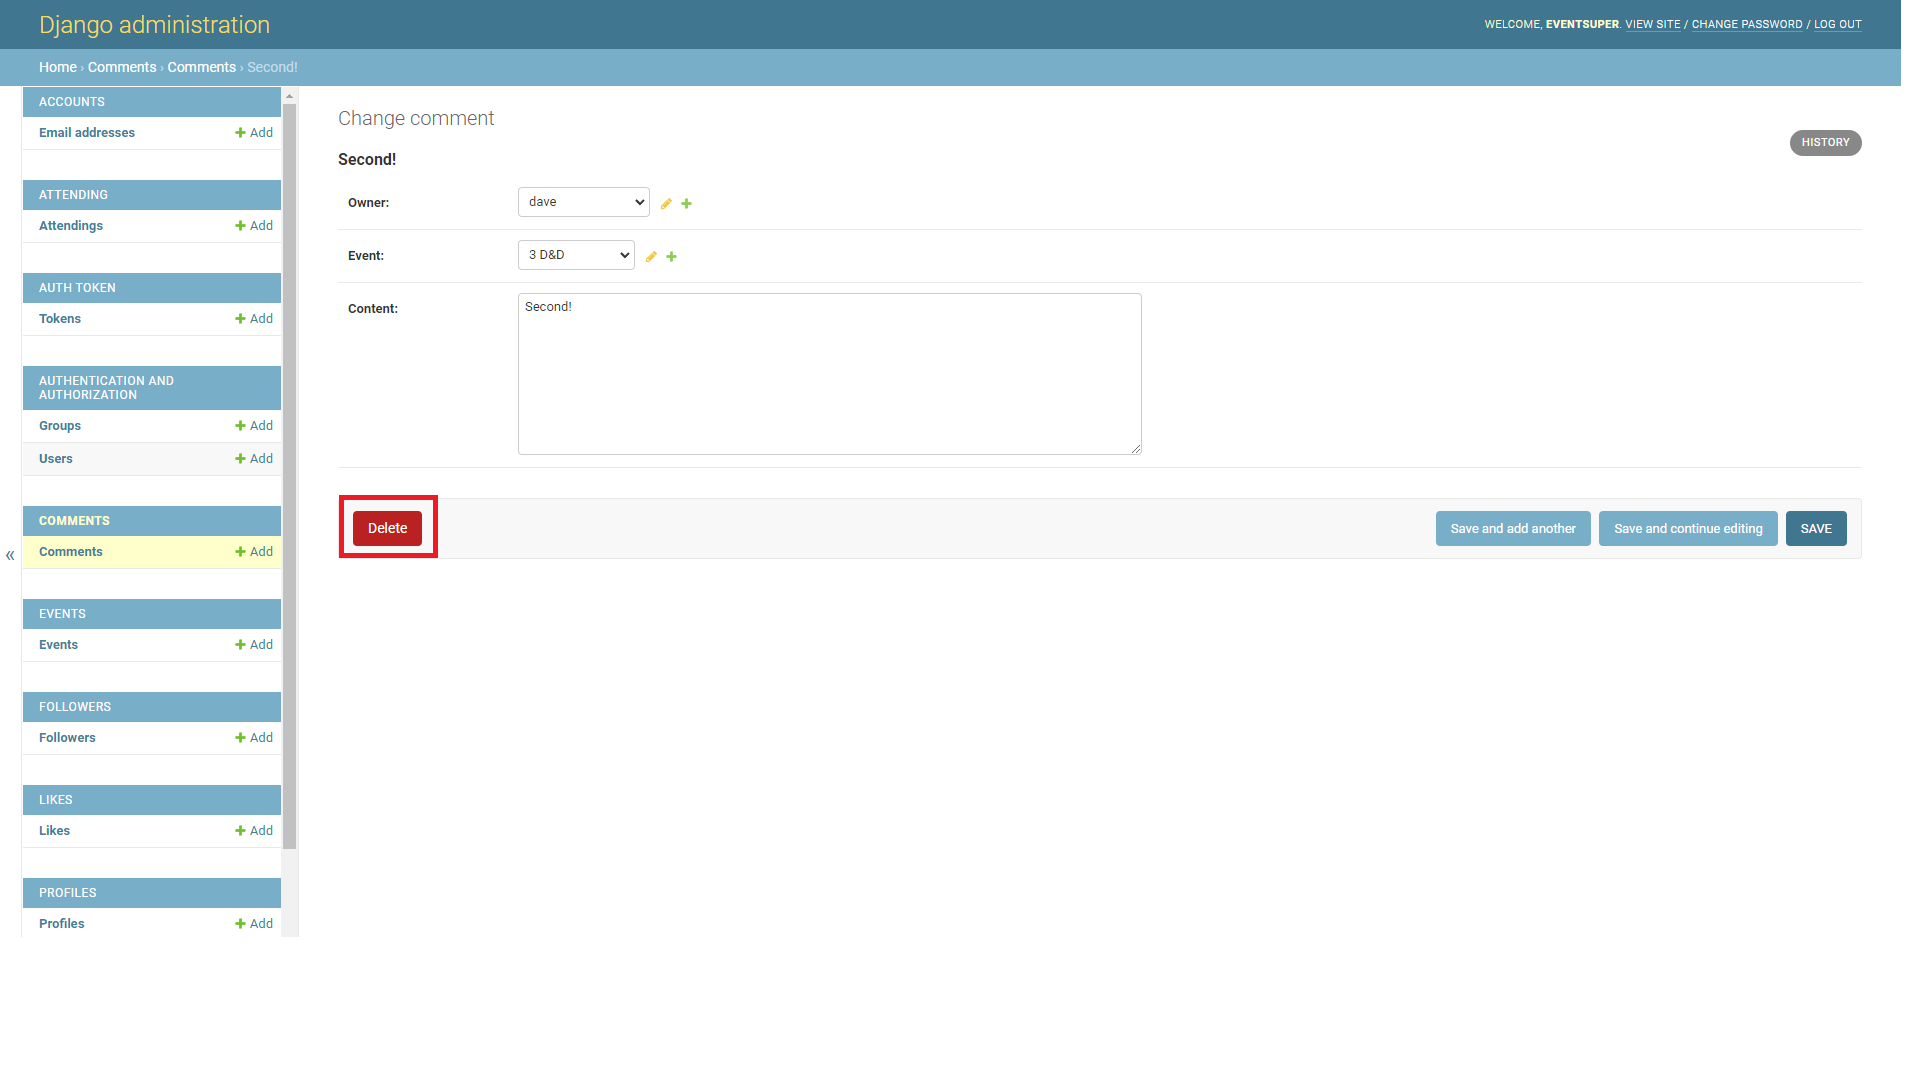 Django administration
WELCOME, EVENTSUPER. VIEW SITE / CHANGE PASSWORD / LOG OUT
Home › Comments › Comments › Second!
ACCOUNTS
Email addresses + Add
ATTENDING
Attendings + Add
AUTH TOKEN
Tokens + Add
AUTHENTICATION AND
AUTHORIZATION
Groups + Add
Users + Add
COMMENTS
Comments + Add
EVENTS
Events + Add
FOLLOWERS
Followers + Add
LIKES
Likes + Add
PROFILES
Profiles + Add
«
Change comment
HISTORY
Second!
Owner: dave
Event: 3 D&D
Content: Second!
Delete
Save and add another
Save and continue editing
SAVE